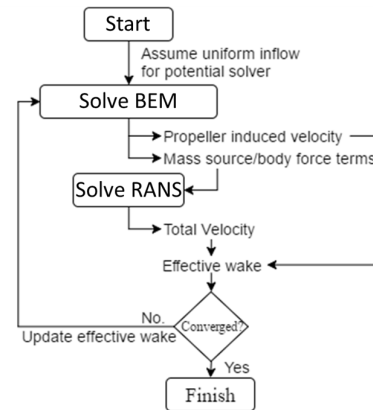 Start
Assume uniform inflow
for potential solver
Solve BEM
Propeller induced velocity
Mass source/body force terms
Solve RANS
Total Velocity
Effective wake
No.
Converged?
Update effective wake
Yes
Finish